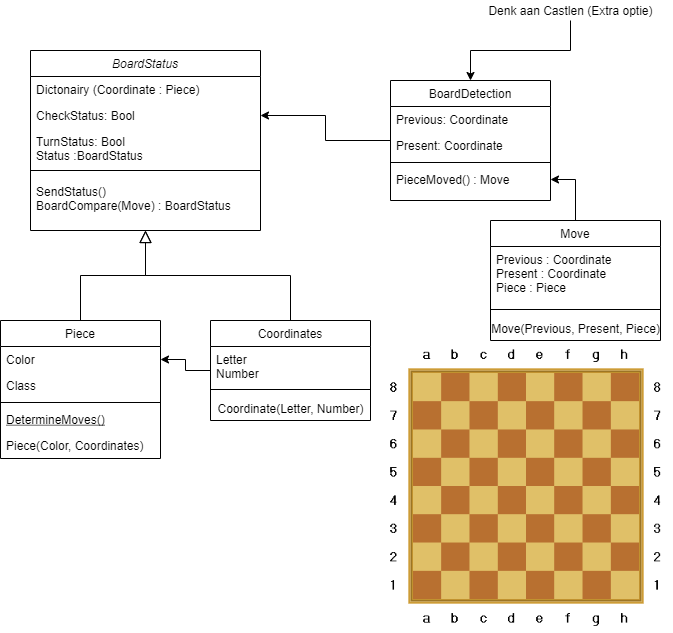 Denk aan Castlen (Extra optie)
BoardStatus
Dictonairy (Coordinate : Piece)
CheckStatus: Bool
TurnStatus: Bool
Status :BoardStatus
SendStatus()
BoardCompare(Move) : BoardStatus
BoardDetection
Previous: Coordinate
Present: Coordinate
PieceMoved() : Move
Move
Previous : Coordinate
Present : Coordinate
Piece : Piece
Move(Previous, Present, Piece)
Piece
Color
Class
DetermineMoves()
Piece(Color, Coordinates)
Coordinates
Letter
Number
Coordinate(Letter, Number)
a b c d e f g h
8 8
7 7
6 6
5 5
4 4
3 3
2 2
1 1
a b c d e f g h